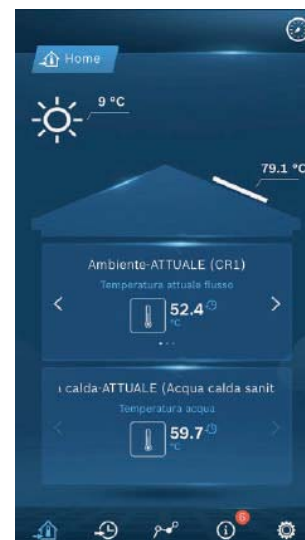 Home
9 °C
79.1 °C
Ambiente-ATTUALE (CR1)
Temperatura attuale flusso
52.4
°C
calda-ATTUALE (Acqua calda sanit
Temperatura acqua
59.7
°C
6